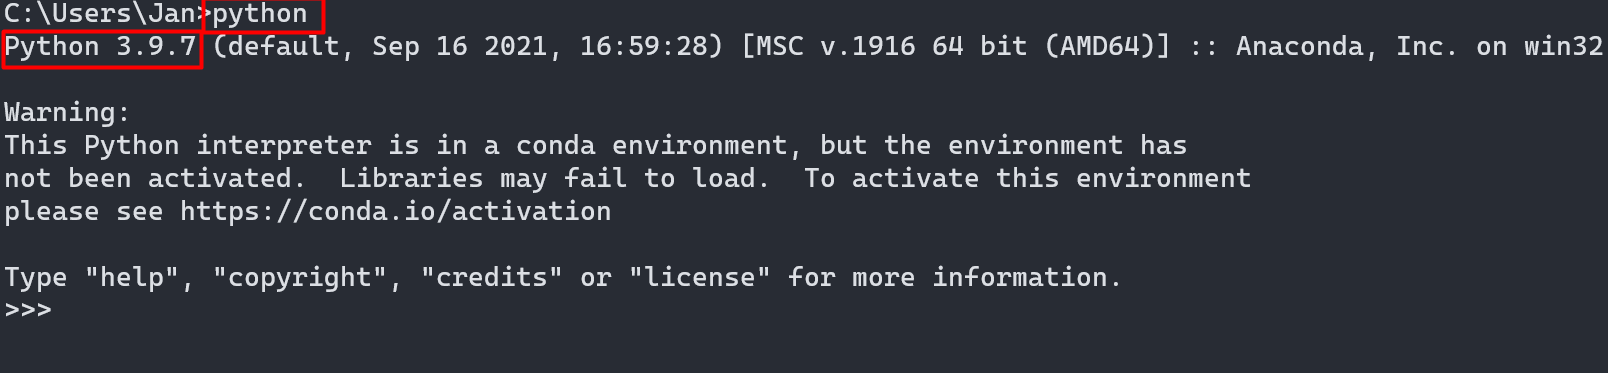 C:\Users\Jan>python
Python 3.9.7 (default, Sep 16 2021, 16:59:28) [MSC v.1916 64 bit (AMD64)] :: Anaconda, Inc. on win32
Warning:
This Python interpreter is in a conda environment, but the environment has
not been activated.  Libraries may fail to load.  To activate this environment
please see https://conda.io/activation
Type "help", "copyright", "credits" or "license" for more information.
>>>